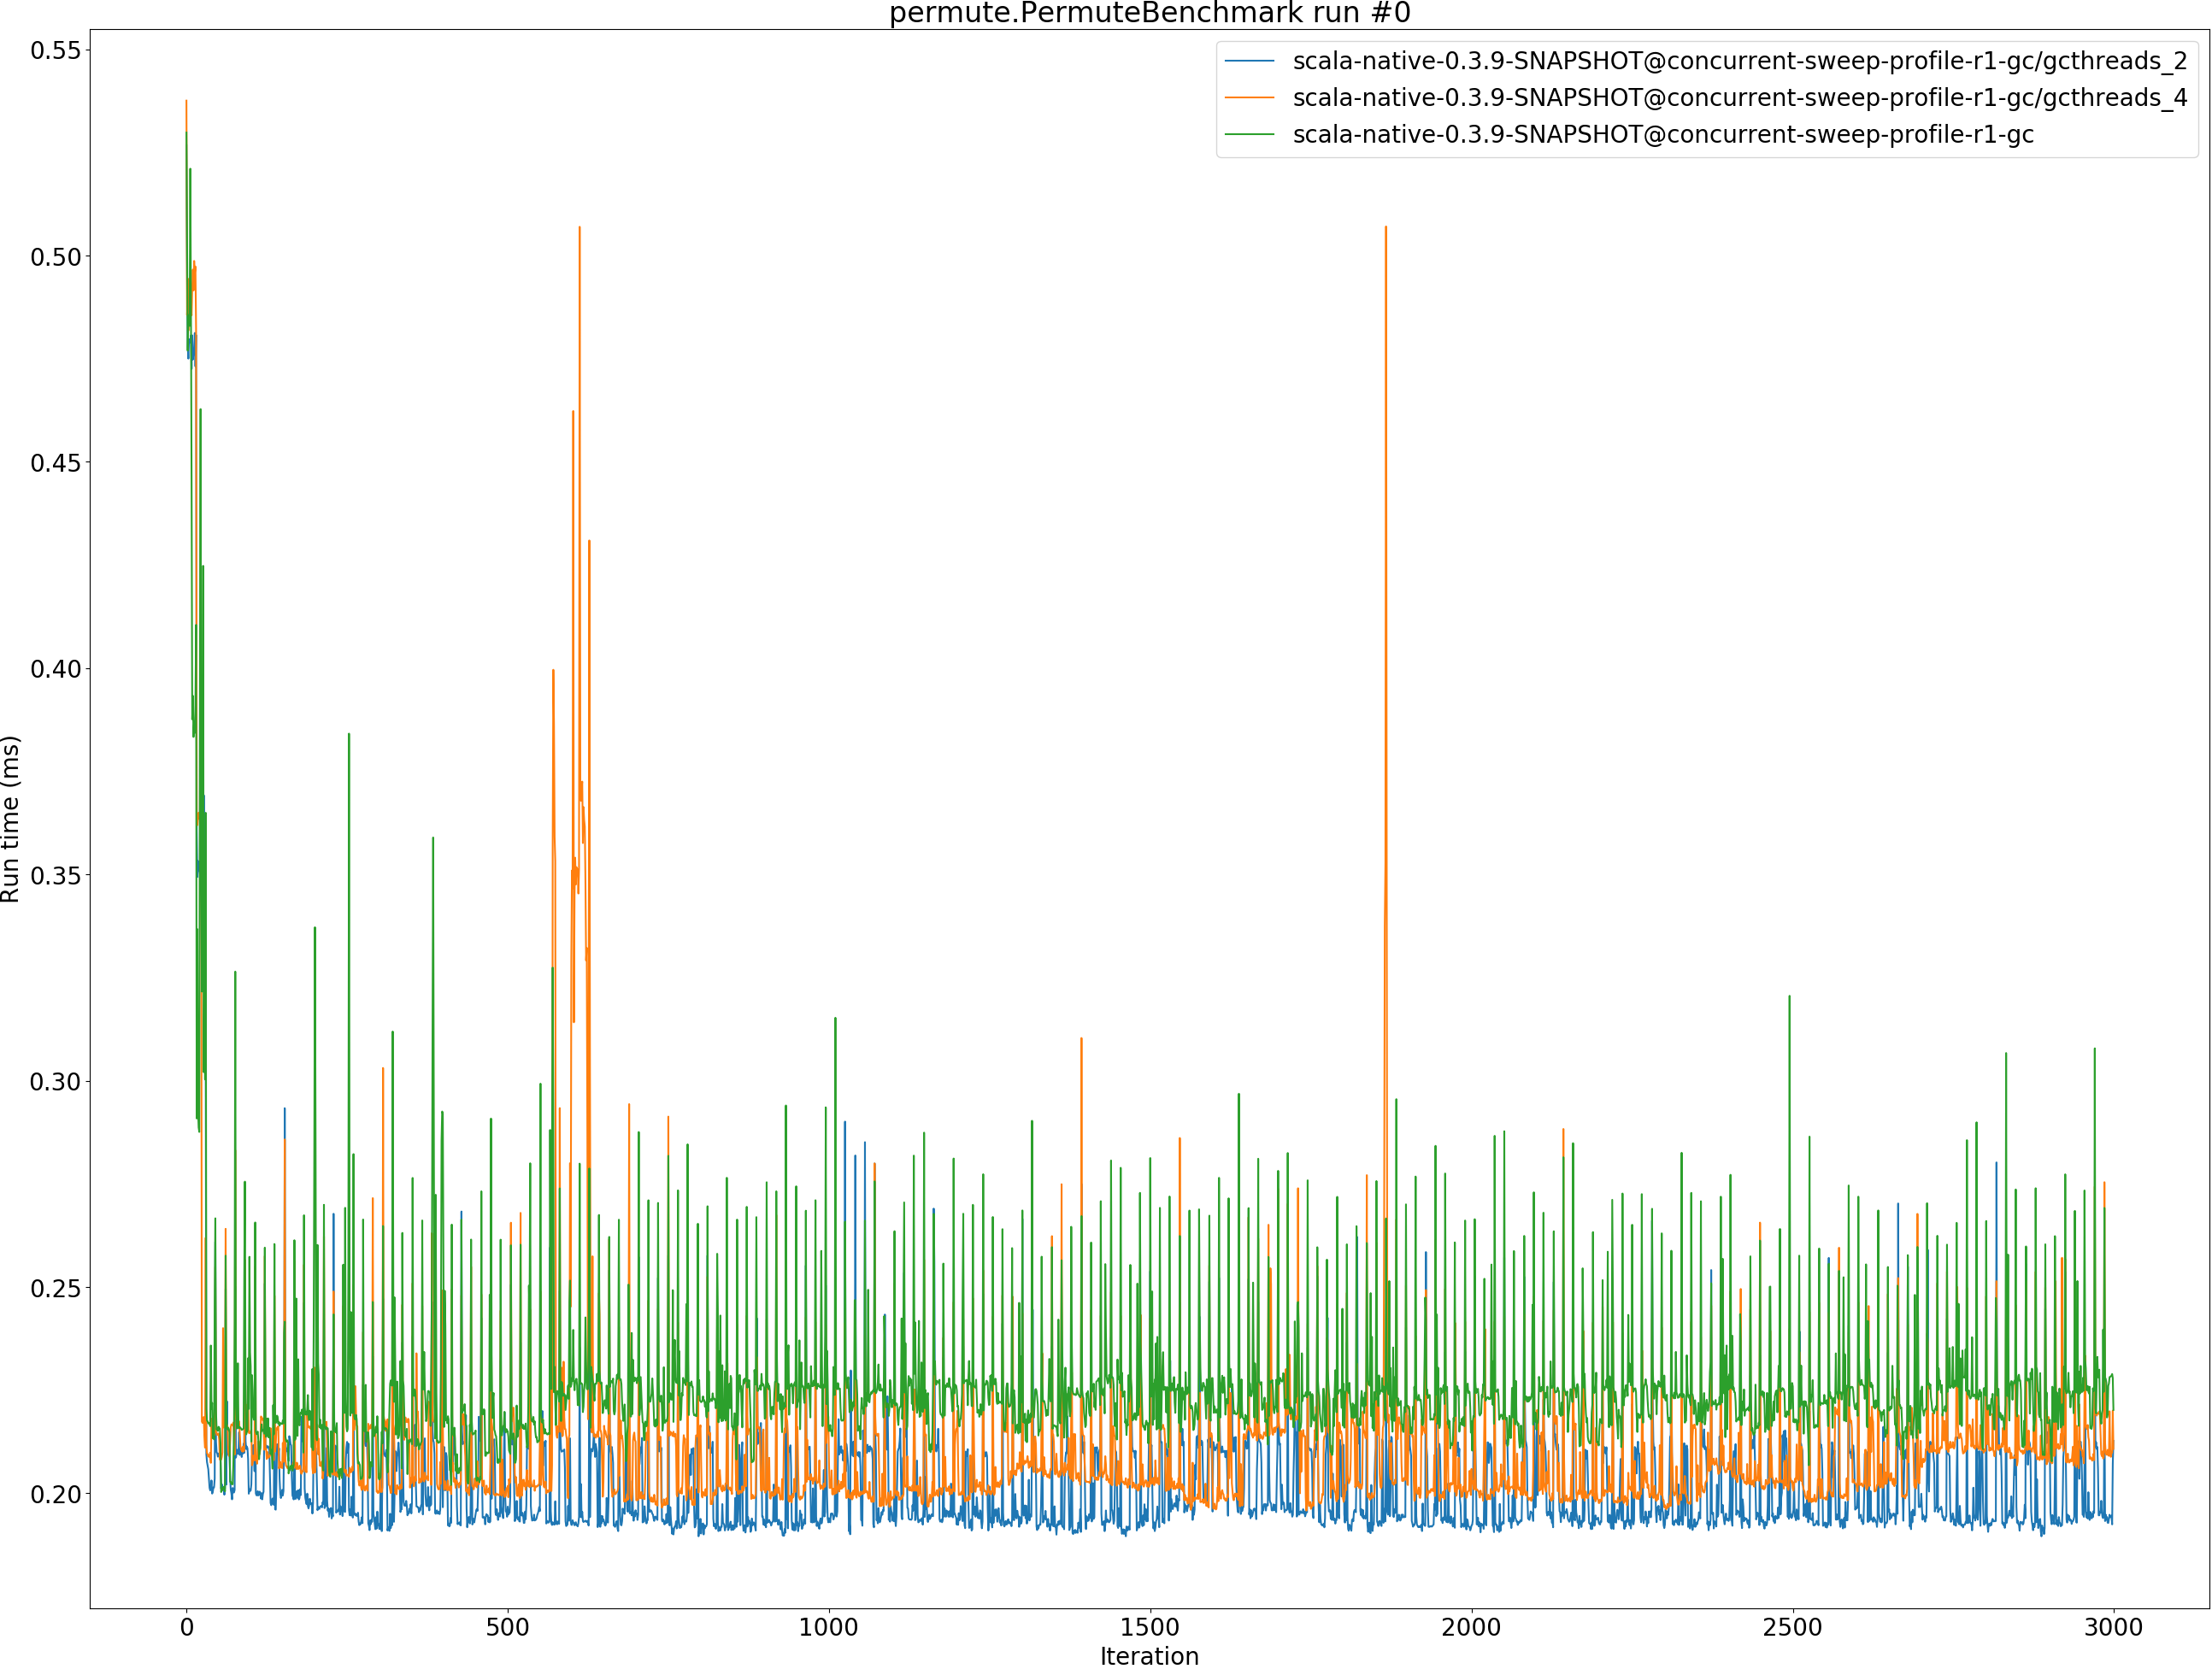 permute.PermuteBenchmark run #0
scala-native-0.3.9-SNAPSHOT@concurrent-sweep-profile-r1-gc/gcthreads_2
scala-native-0.3.9-SNAPSHOT@concurrent-sweep-profile-r1-gc/gcthreads_4
scala-native-0.3.9-SNAPSHOT@concurrent-sweep-profile-r1-gc
Run time (ms)
0.55
0.50
0.45
0.40
0.35
0.30
0.25
0.20
0 500 1000 1500 2000 2500 3000
Iteration